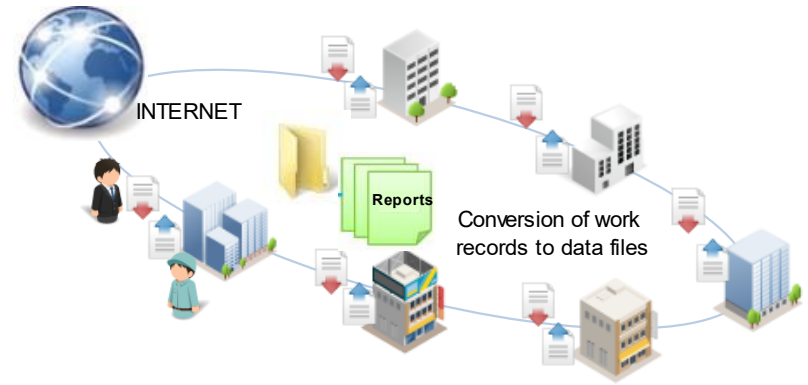 INTERNET
Reports
Conversion of work
records to data files